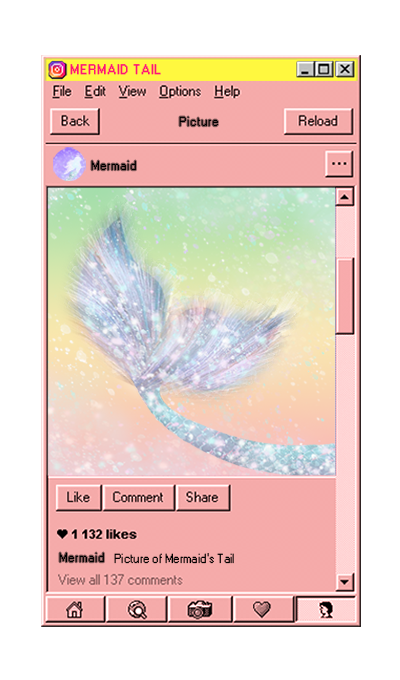 MERMAID TAIL
File Edit View Options Help
Back Picture Reload
Mermaid ...
Like Comment Share
1 132 likes
Mermaid Picture of Mermaid's Tail
View all 137 comments